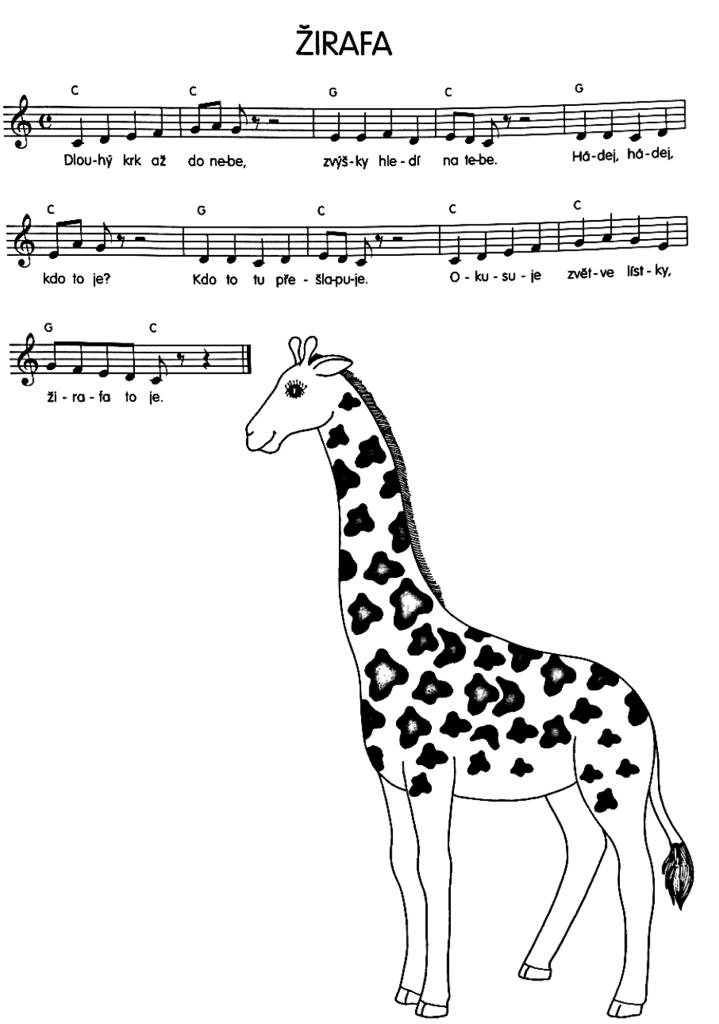 ŽIRAFA
C C G C G
Dlou-hý krk až do ne-be, zvýš-ky hle-dí na te-be. Há-dej, há-dej,
C G C C C
kdo to je? Kdo to tu pře-šla-pu-je. O-ku-su-je zvět-ve líst-ky,
G C
ži-ra-fa to je.